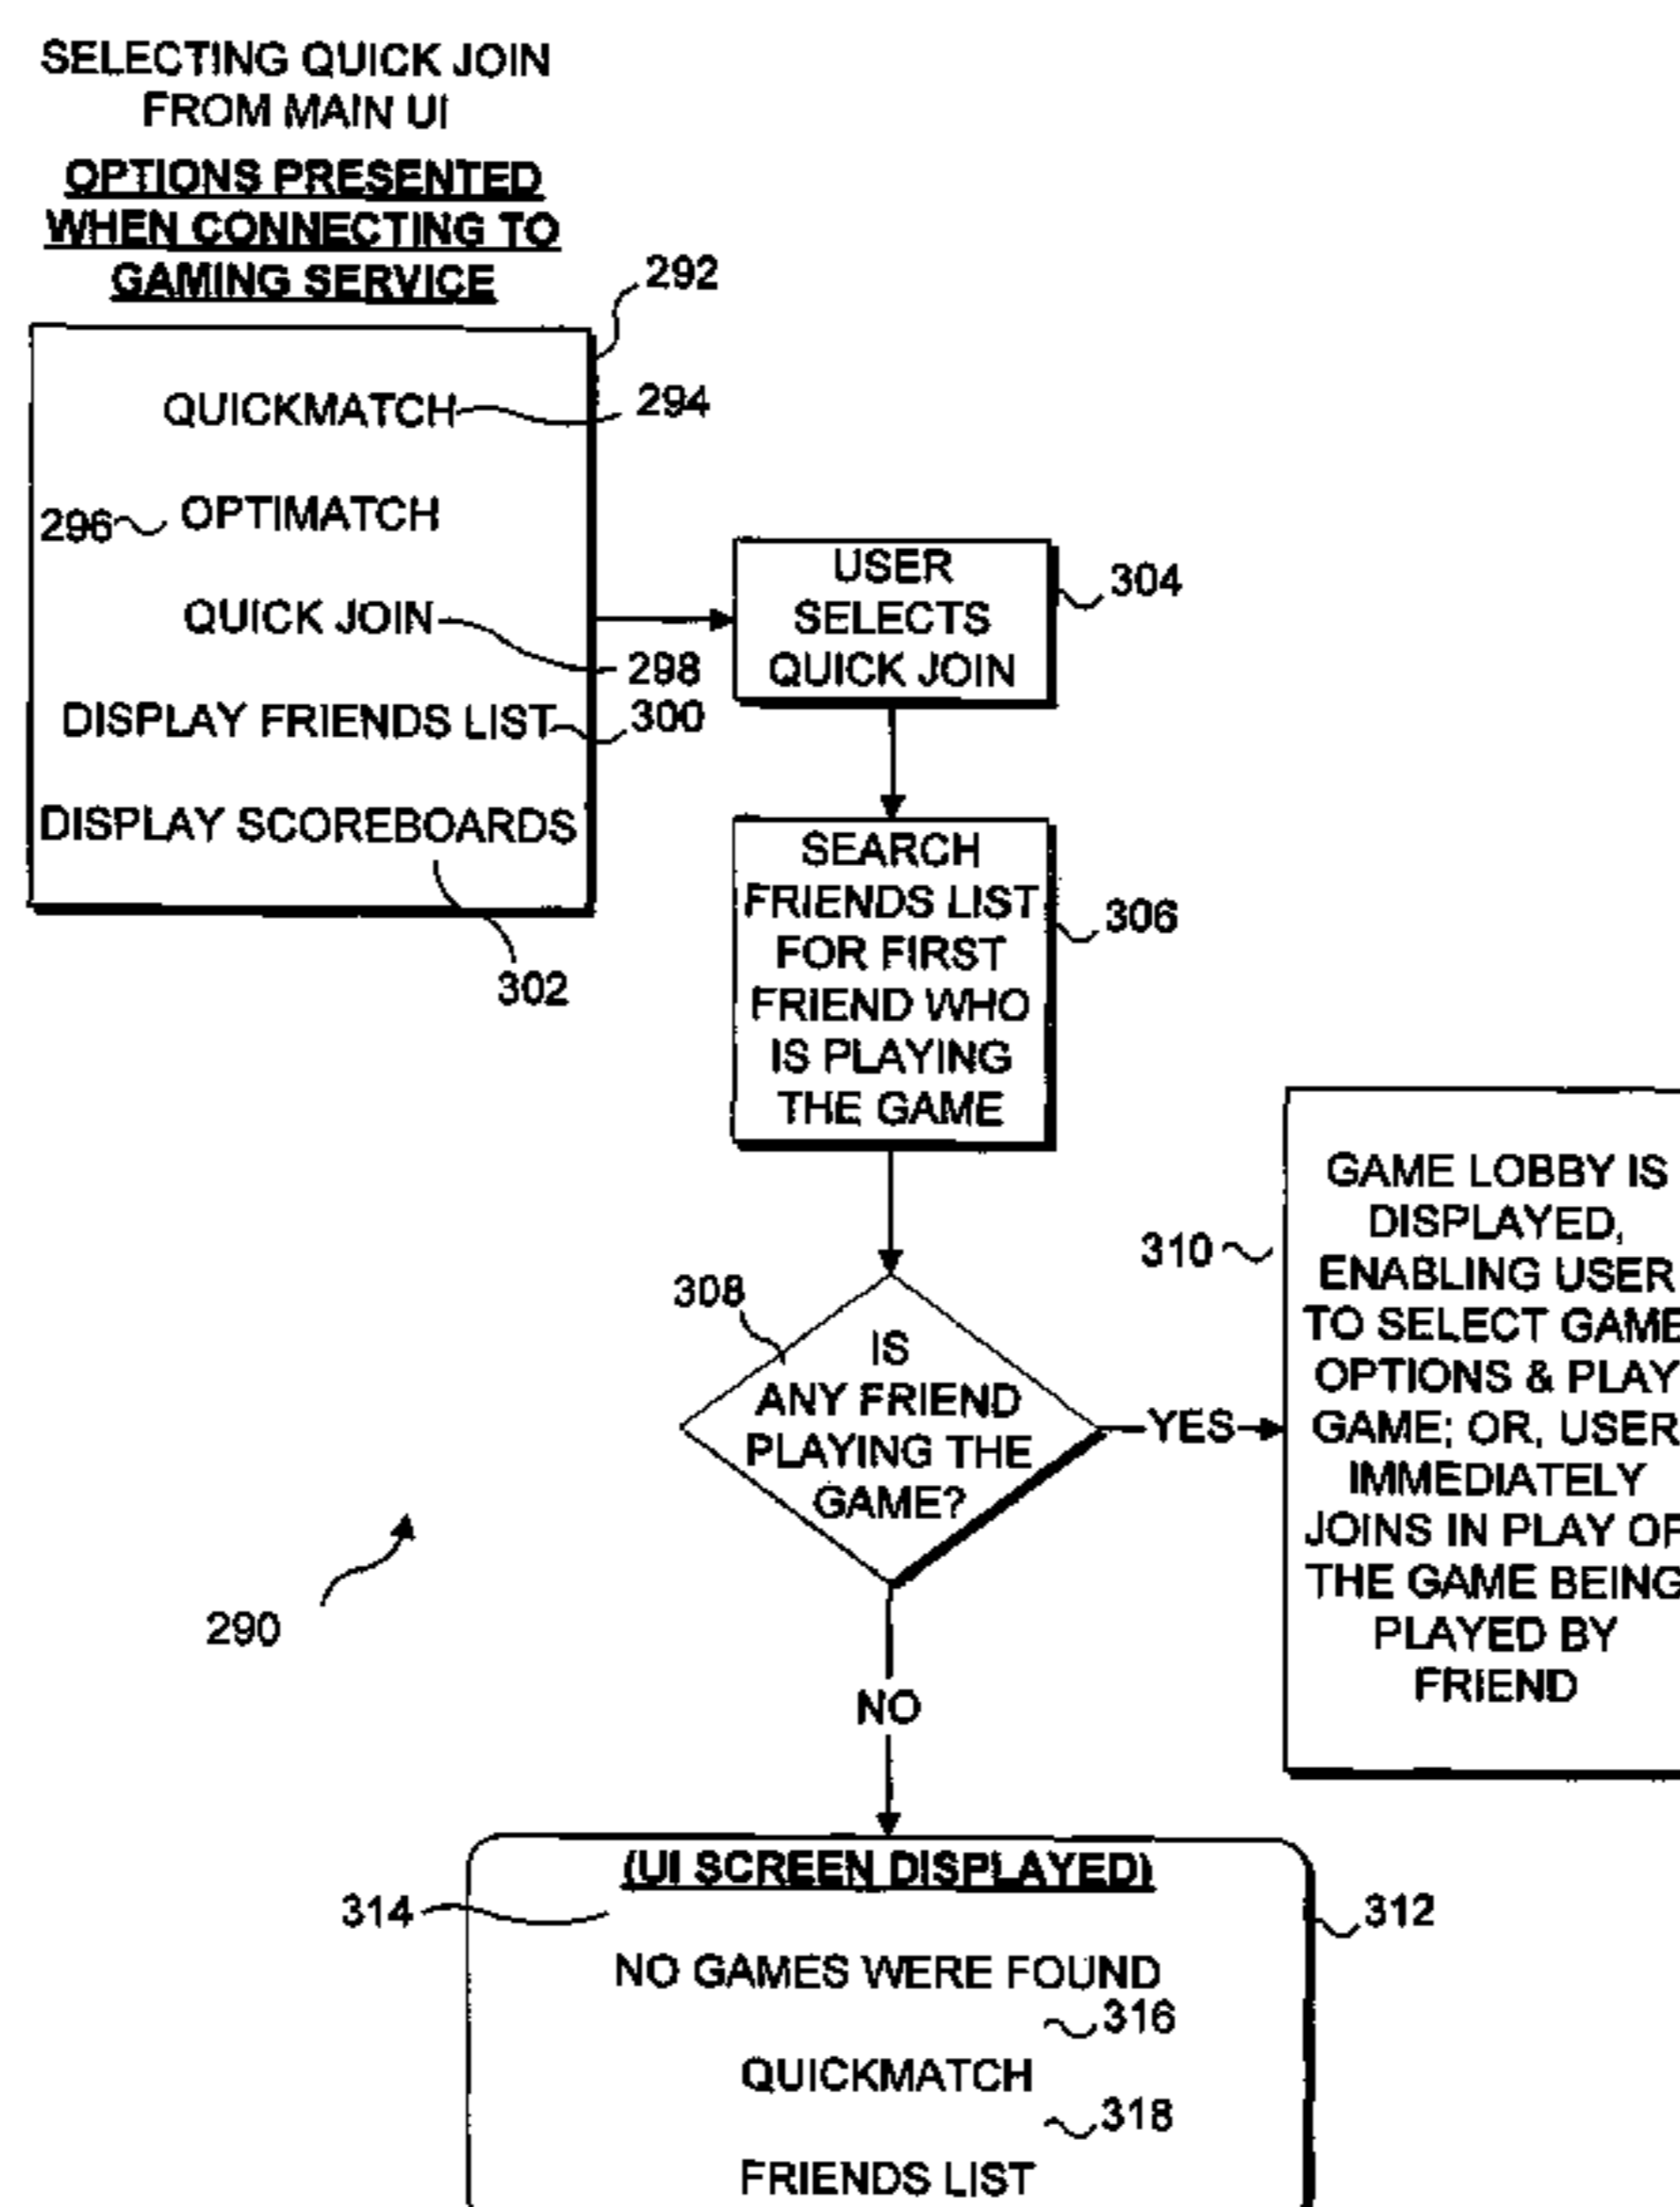 SELECTING QUICK JOIN
FROM MAIN UI
OPTIONS PRESENTED
WHEN CONNECTING TO
GAMING SERVICE
292
QUICKMATCH
294
296
OPTIMATCH
QUICK JOIN
298
DISPLAY FRIENDS LIST
300
DISPLAY SCOREBOARDS
302
USER
SELECTS
QUICK JOIN
304
SEARCH
FRIENDS LIST
FOR FIRST
FRIEND WHO
IS PLAYING
THE GAME
306
308
IS
ANY FRIEND
PLAYING THE
GAME?
YES
310
GAME LOBBY IS
DISPLAYED,
ENABLING USER
TO SELECT GAME
OPTIONS & PLAY
GAME; OR, USER
IMMEDIATELY
JOINS IN PLAY OF
THE GAME BEING
PLAYED BY
FRIEND
290
NO
(UI SCREEN DISPLAYED)
314
312
NO GAMES WERE FOUND
316
QUICKMATCH
318
FRIENDS LIST